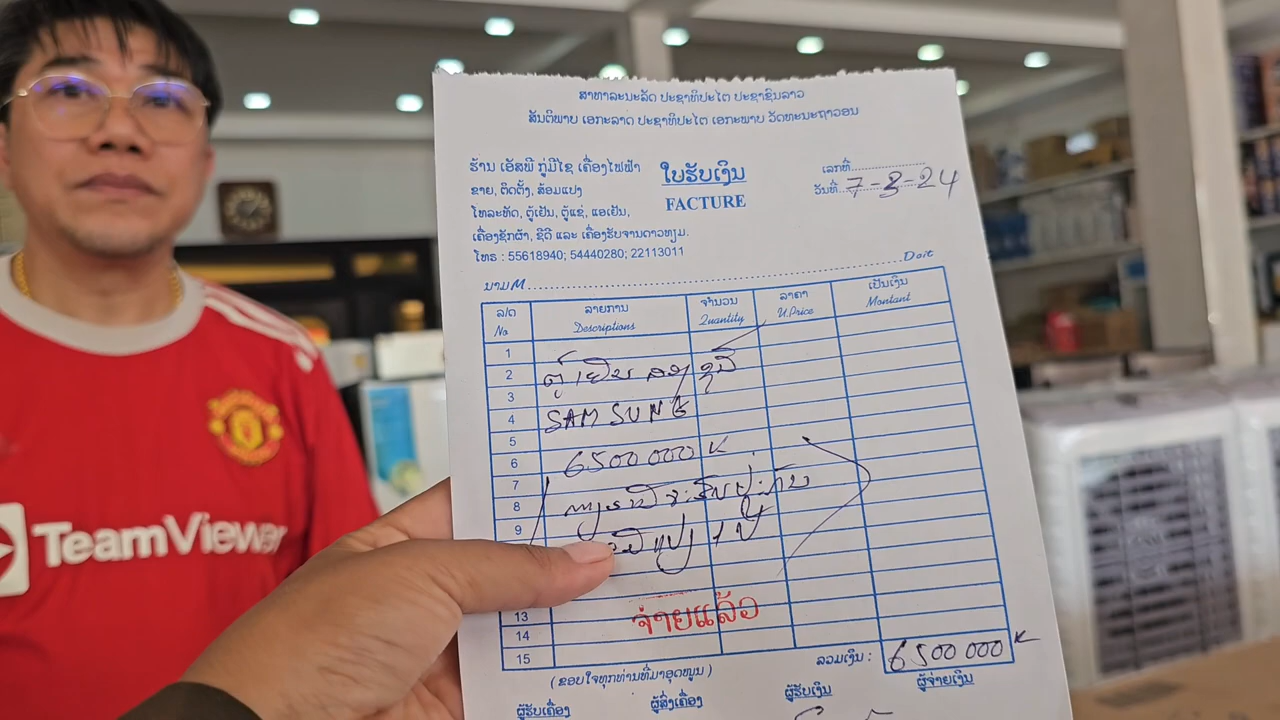 ສາທາລະນະລັດ ປະຊາທິປະໄຕ ປະຊາຊົນລາວ
ສັນຕິພາບ ເອກະລາດ ປະຊາທິປະໄຕ ເອກະພາບ ວັດທະນະຖາວອນ
ຮ້ານ ເອັສພີ ກູ່ມີໄຊ ເຄື່ອງໄຟຟ້າ
ຂາຍ, ຕິດຕັ້ງ, ສ້ອມແປງ
ໂທລະທັດ, ຕູ້ເຢັນ, ຕູ້ແຊ່, ແອເຢັນ,
ເຄື່ອງຊັກຜ້າ, ຊີດີ ແລະ ເຄື່ອງຮັບຈານດາວທຽມ.
ໂທຣ : 55618940; 54440280; 22113011
ໃບຮັບເງິນ
FACTURE
ເລກທີ່
ວັນທີ່ 7-8-24
ນາມM Doit
ລ/ດ ລາຍການ ຈຳນວນ ລາຄາ ເປັນເງິນ
No Descriptions Quantity U.Price Montant
1
2 ຕູ້ເຢັນ
3
4 SAMSUNG
5
6 6500 000 K
7
8
9
13
14
15
ຈ່າຍແລ້ວ
ລວມເງິນ : 6500 000 K
(ຂອບໃຈທຸກທ່ານທີ່ມາອຸດໜູນ)
ຜູ້ຮັບເຄື່ອງ ຜູ້ສົ່ງເຄື່ອງ ຜູ້ຮັບເງິນ ຜູ້ຈ່າຍເງິນ
TeamViewer